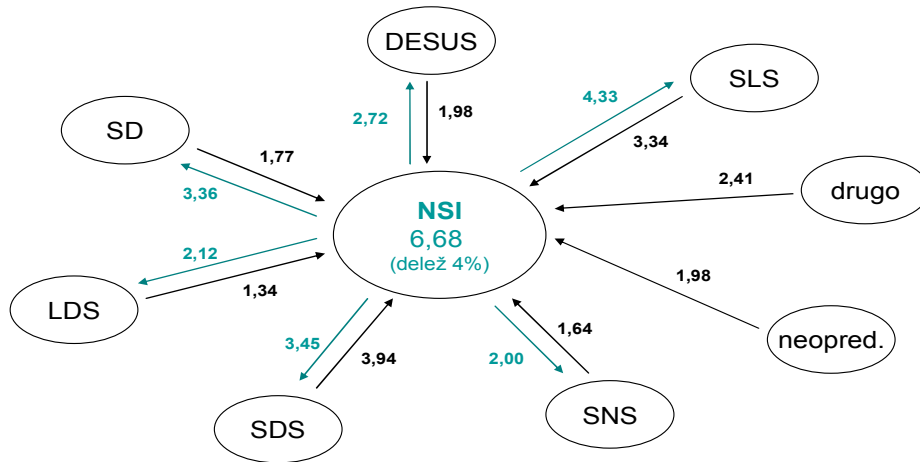 DESUS
SLS
4,33
2,72
1,98
SD
3,34
1,77
2,41
drugo
3,36
NSI
6,68
(delež 4%)
2,12
1,98
1,34
LDS
neopred.
3,45
1,64
3,94
2,00
SNS
SDS